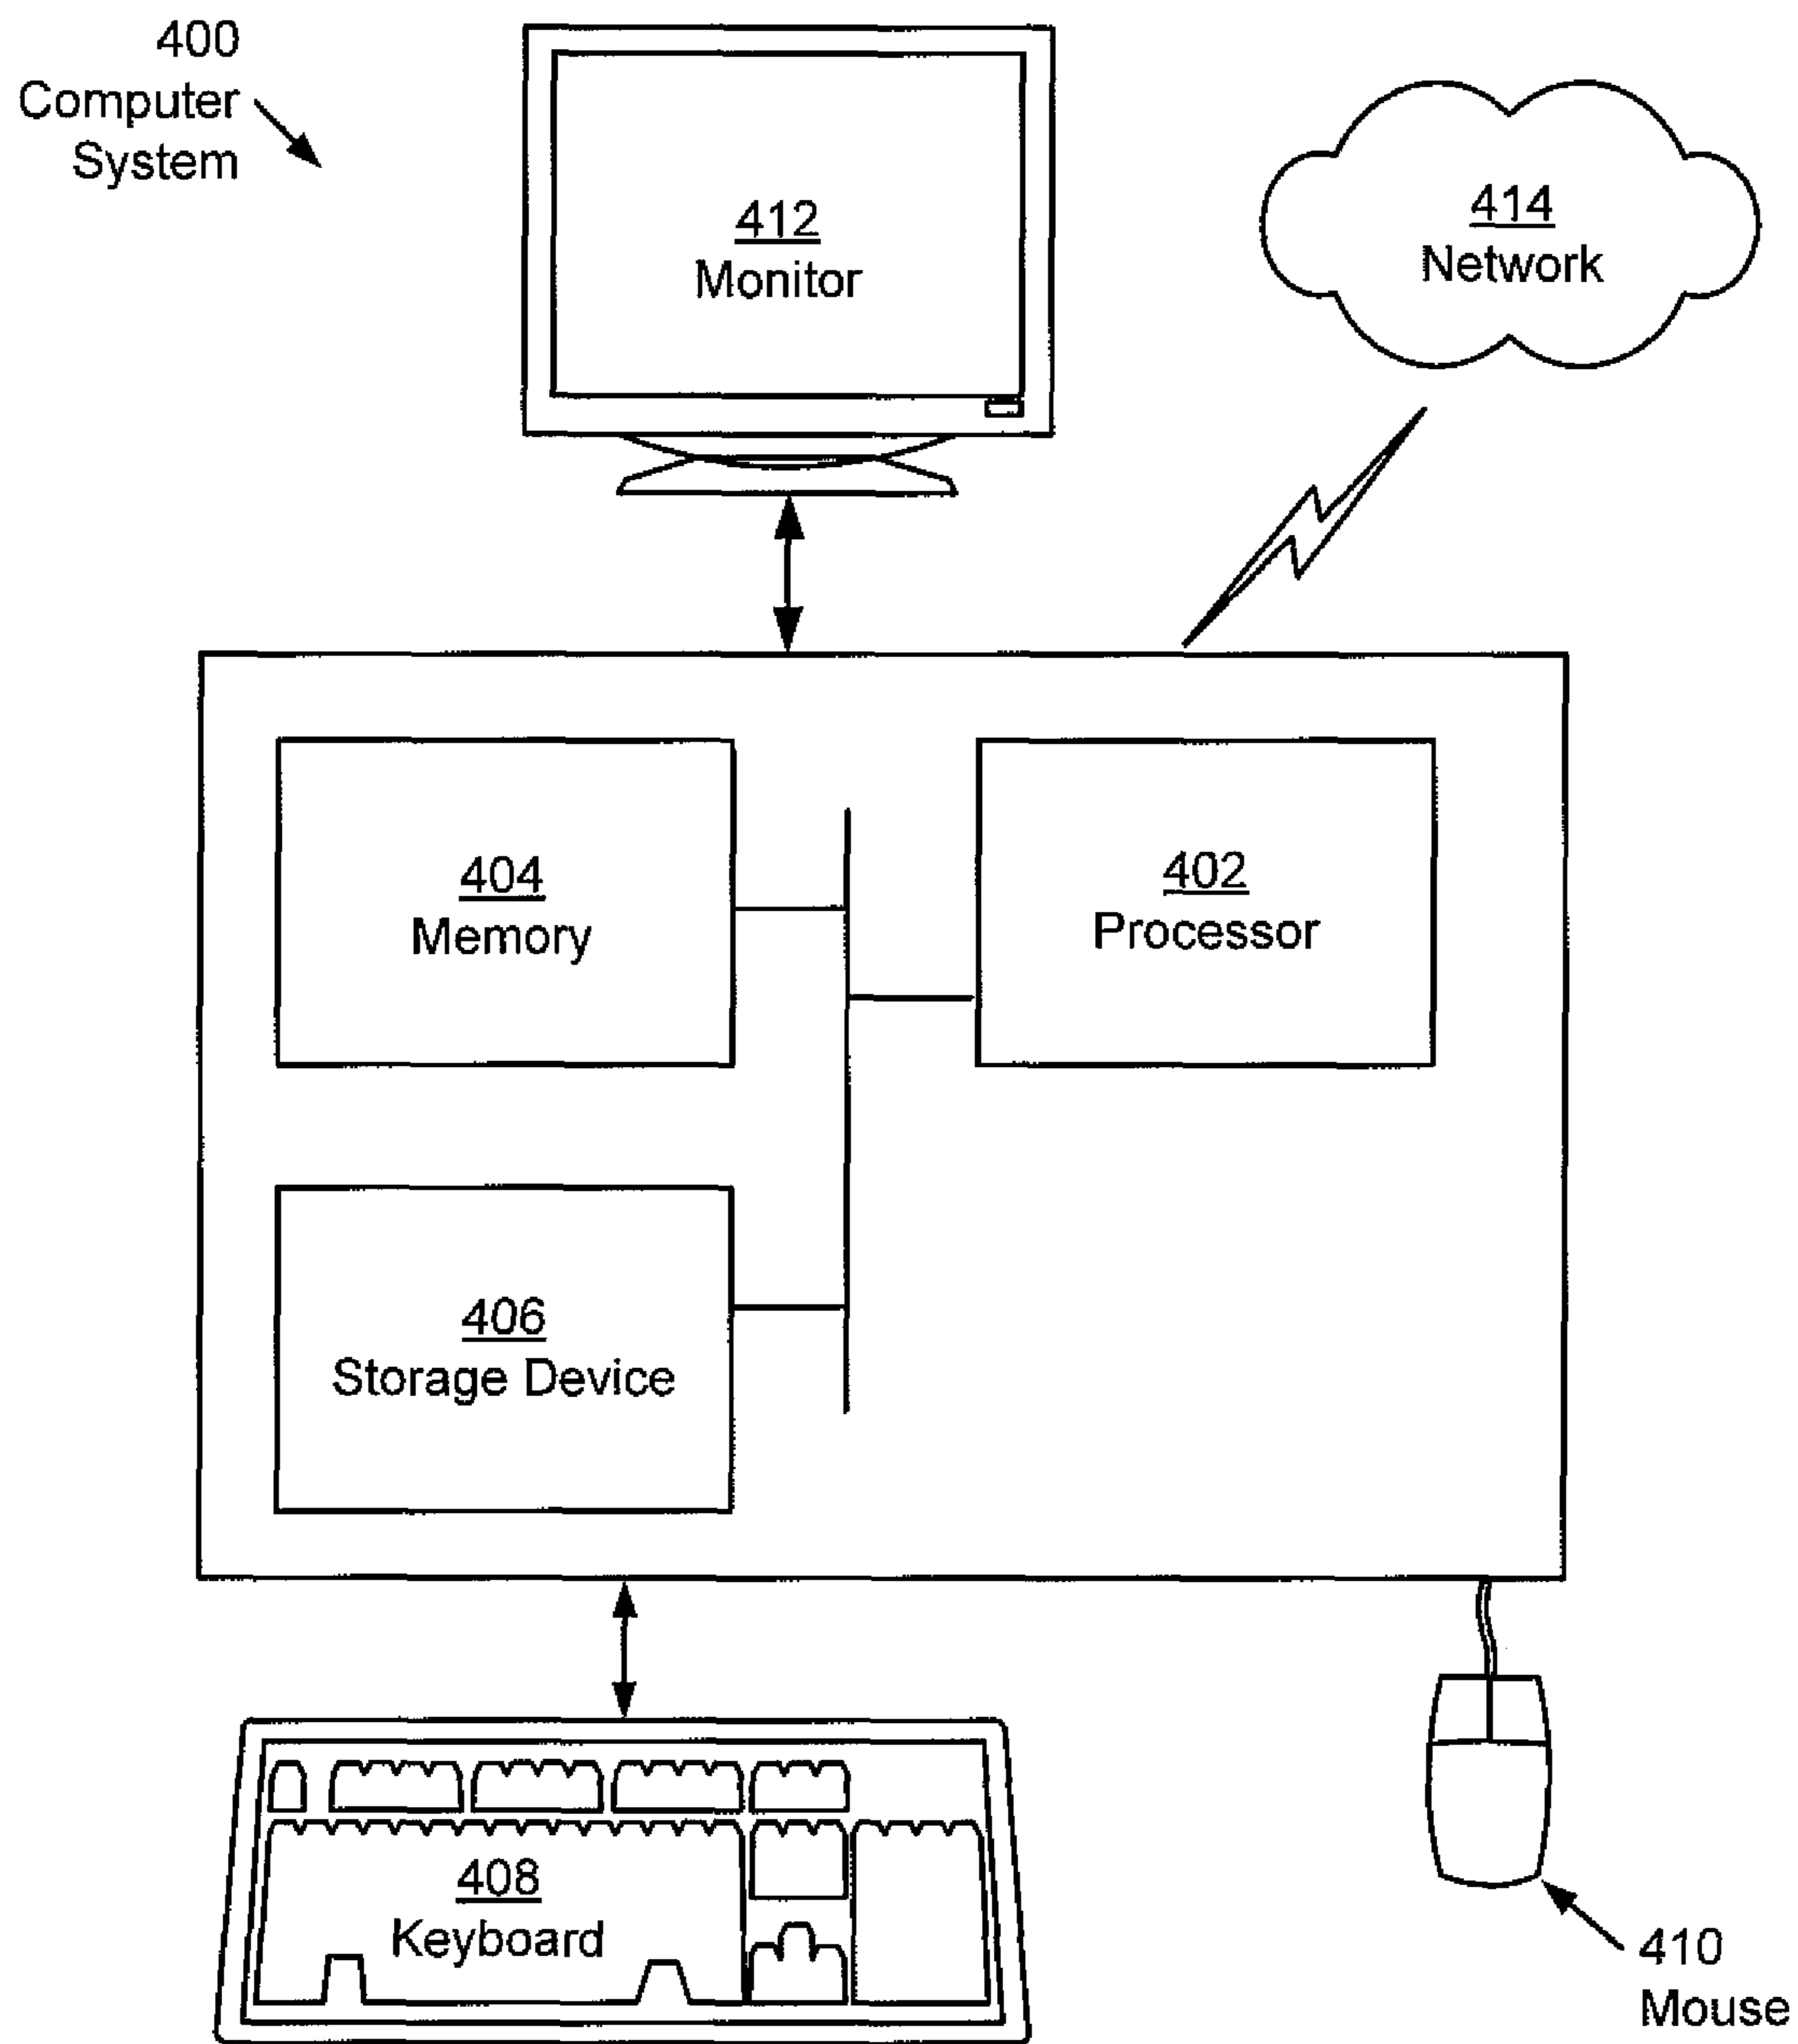 400
Computer
System
412
Monitor
414
Network
404
Memory
402
Processor
406
Storage Device
408
Keyboard
410
Mouse